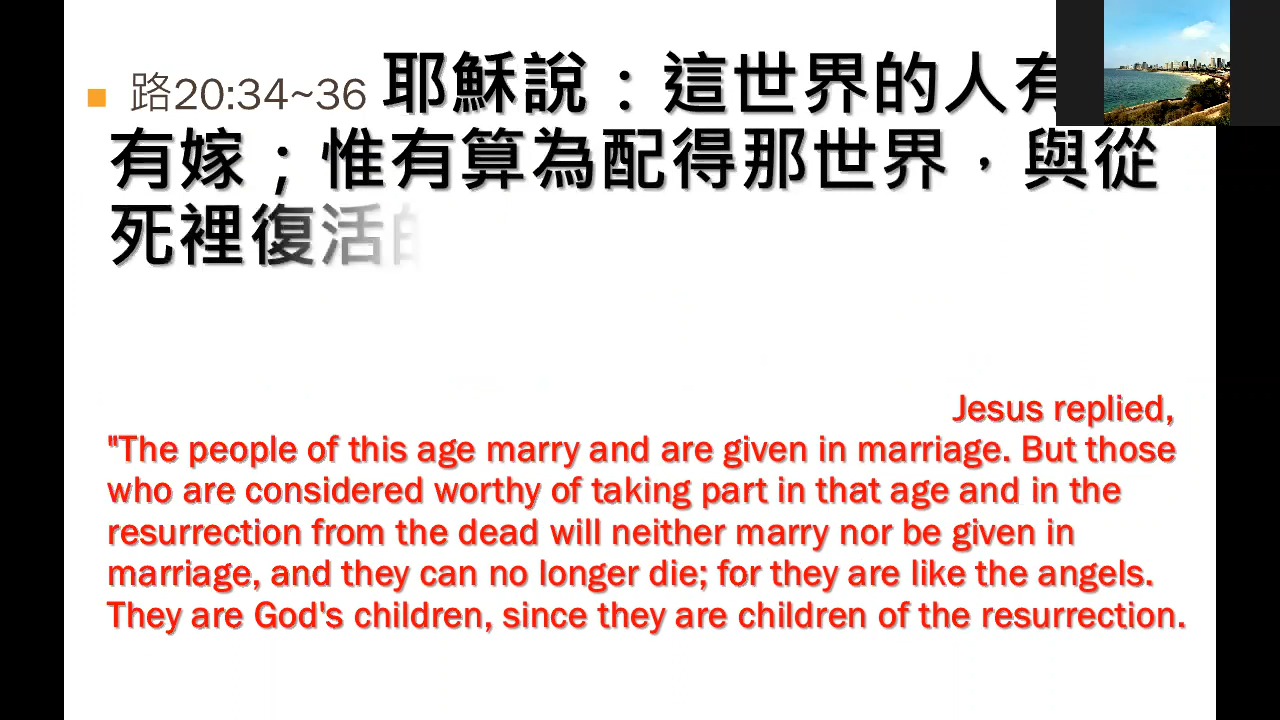 路20:34~36 耶穌說：這世界的人有
有嫁；惟有算為配得那世界，與從
死裡復活
Jesus replied,
"The people of this age marry and are given in marriage. But those
who are considered worthy of taking part in that age and in the
resurrection from the dead will neither marry nor be given in
marriage, and they can no longer die; for they are like the angels.
They are God's children, since they are children of the resurrection.